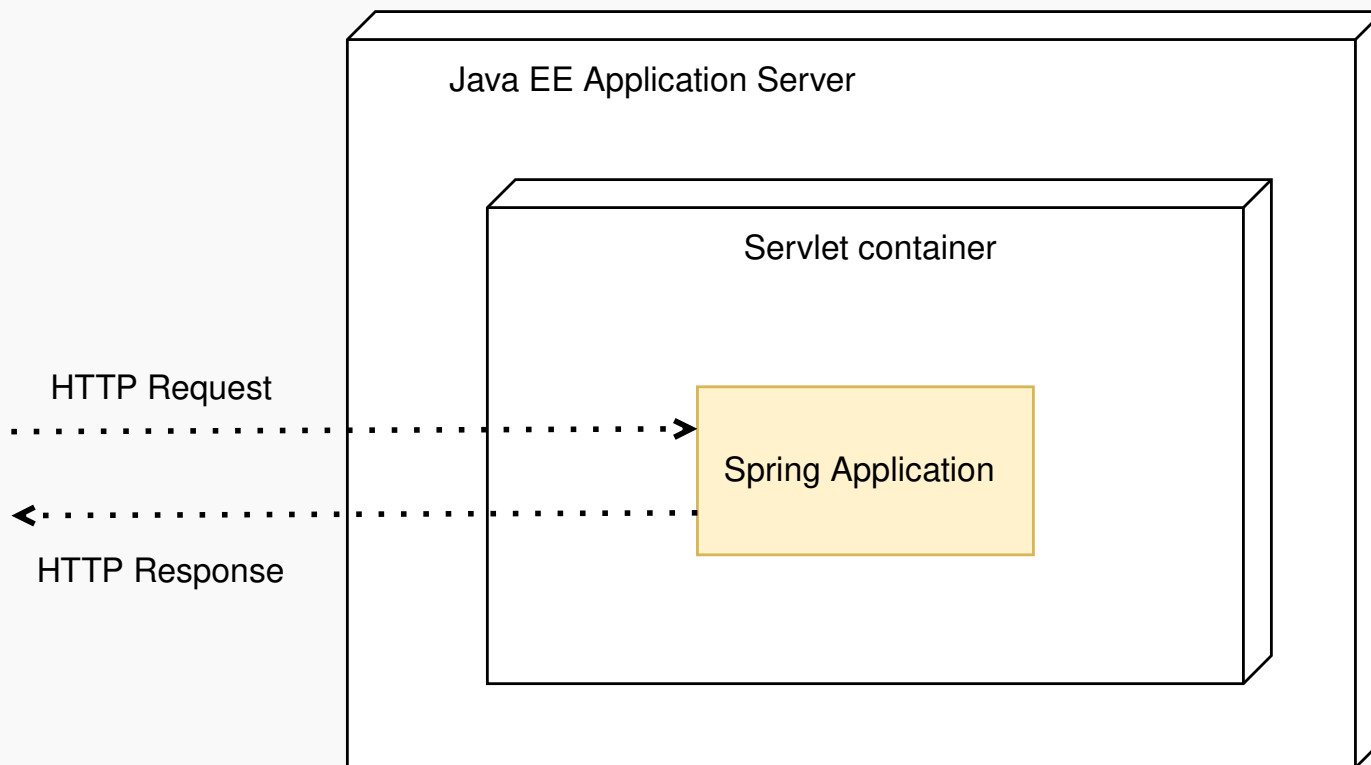 Java EE Application Server
Servlet container
HTTP Request
Spring Application
HTTP Response